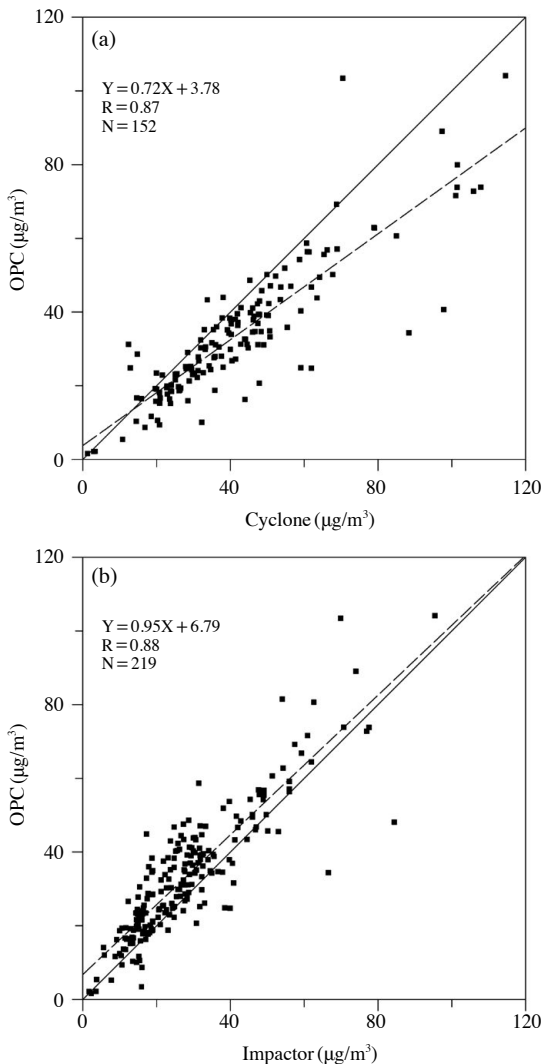 120
(a)
Y=0.72X+3.78
R=0.87
N=152
80
OPC (µg/m³)
40
0
0 40 80 120
Cyclone (µg/m³)
120
(b)
Y=0.95X+6.79
R=0.88
N=219
80
OPC (µg/m³)
40
0
0 40 80 120
Impactor (µg/m³)